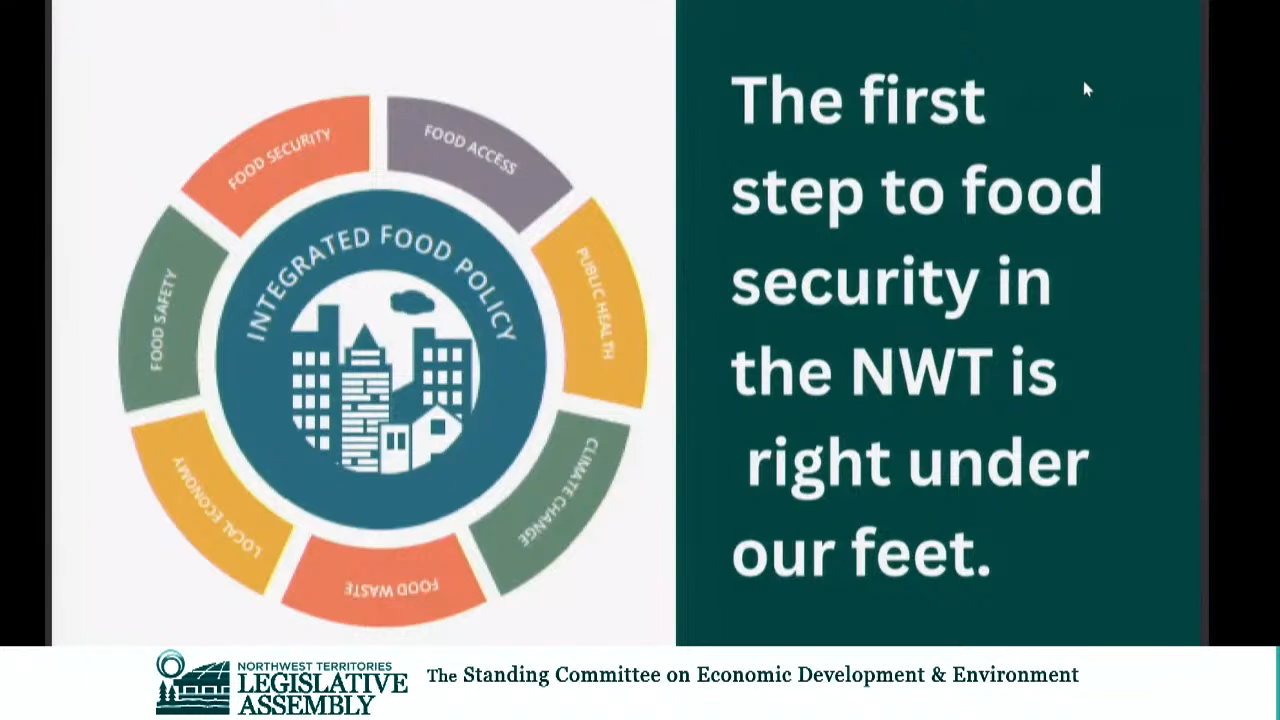 FOOD SECURITY
FOOD ACCESS
PUBLIC HEALTH
CLIMATE CHANGE
FOOD WASTE
LOCAL ECONOMY
FOOD SAFETY
INTEGRATED FOOD POLICY
The first
step to food
security in
the NWT is
right under
our feet.
NORTHWEST TERRITORIES
LEGISLATIVE
ASSEMBLY
The Standing Committee on Economic Development & Environment